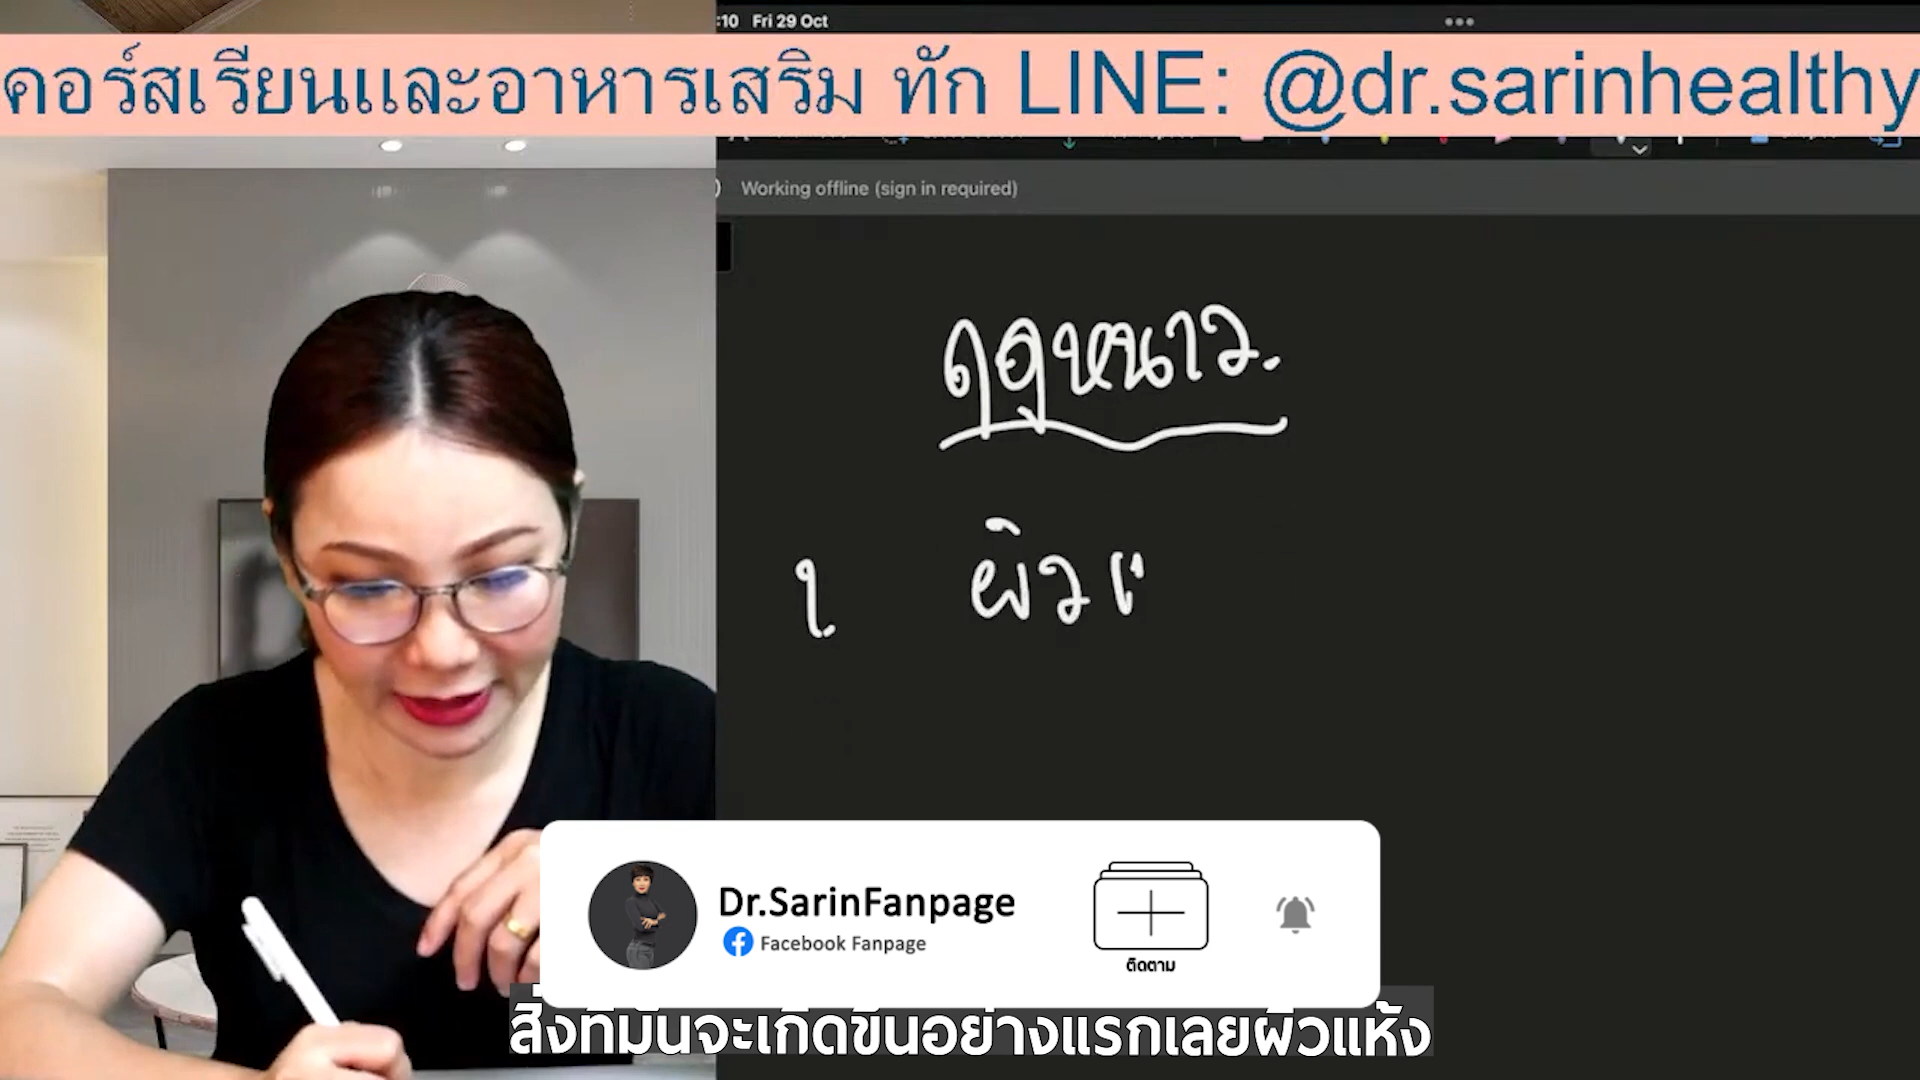 :10 Fri 29 Oct
คอร์สเรียนและอาหารเสริม ทัก LINE: @dr.sarinhealthy
Working offline (sign in required)
ฤดูหนาว.
1. ผิวแ
Dr.SarinFanpage
Facebook Fanpage
ติดตาม
สิ่งที่มันจะเกิดขึ้นอย่างแรกเลยผิวแห้ง